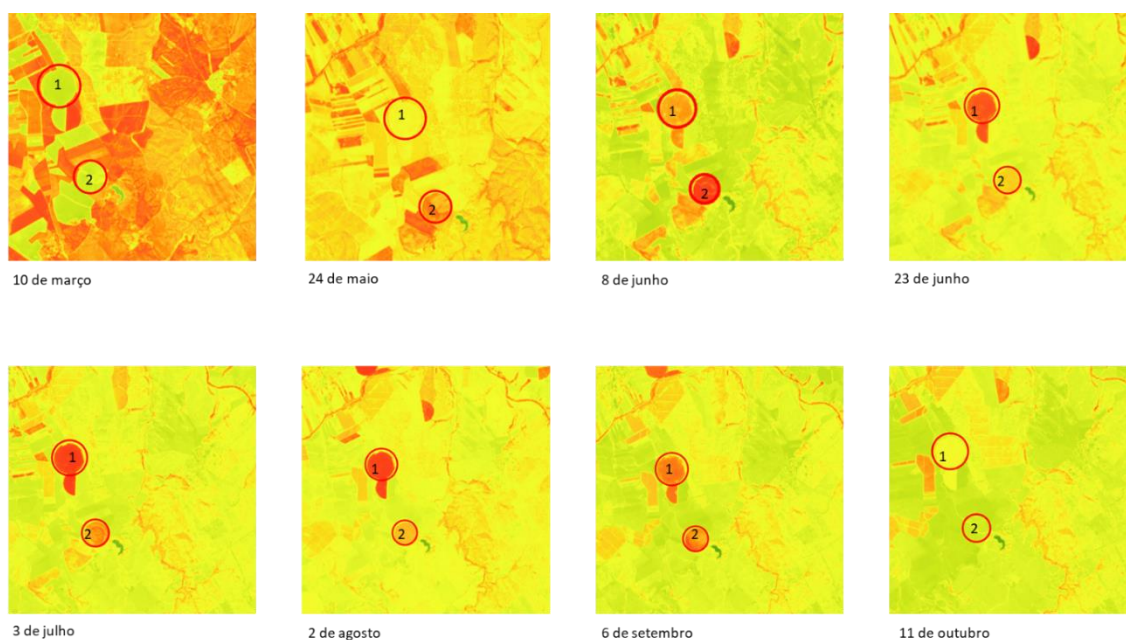 1
2
10 de março
1
2
24 de maio
1
2
8 de junho
1
2
23 de junho
1
2
3 de julho
1
2
2 de agosto
1
2
6 de setembro
1
2
11 de outubro